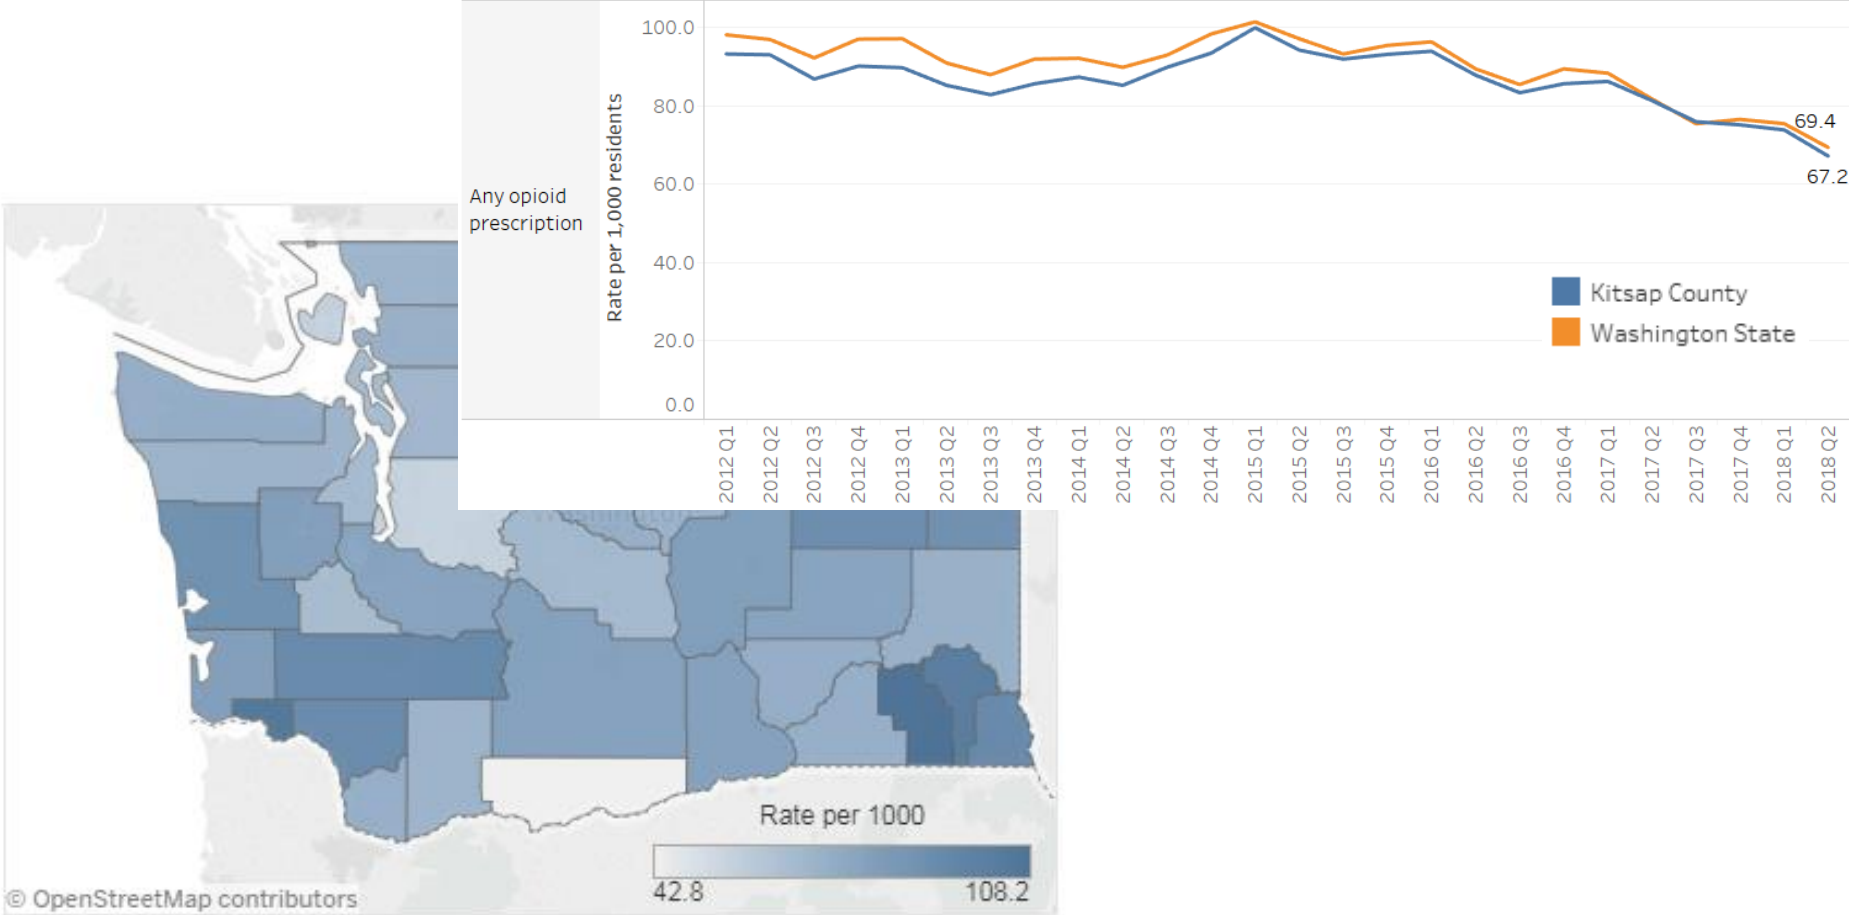 100.0
80.0
60.0
40.0
20.0
0.0
Rate per 1,000 residents
Any opioid
prescription
69.4
67.2
Kitsap County
Washington State
2012 Q1
2012 Q2
2012 Q3
2012 Q4
2013 Q1
2013 Q2
2013 Q3
2013 Q4
2014 Q1
2014 Q2
2014 Q3
2014 Q4
2015 Q1
2015 Q2
2015 Q3
2015 Q4
2016 Q1
2016 Q2
2016 Q3
2016 Q4
2017 Q1
2017 Q2
2017 Q3
2017 Q4
2018 Q1
2018 Q2
Washington
Rate per 1000
42.8 108.2
© OpenStreetMap contributors